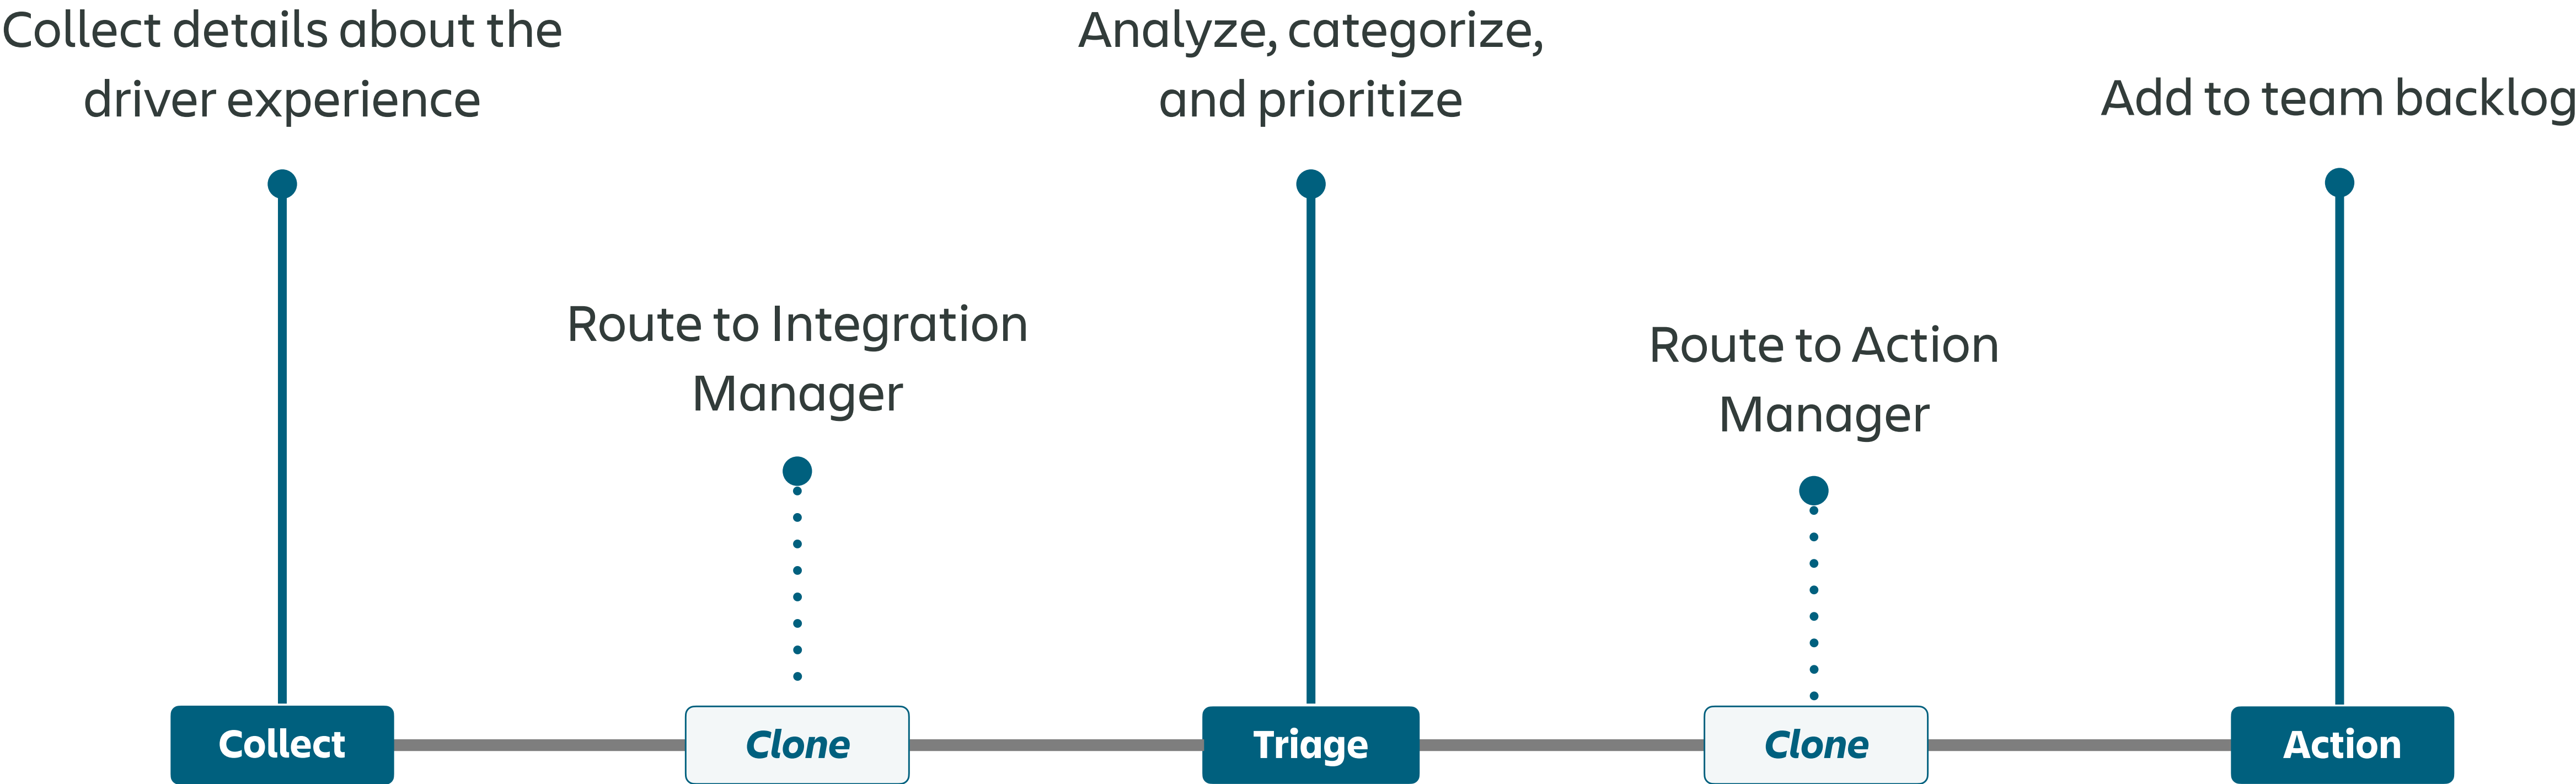 Collect details about the
driver experience
Analyze, categorize,
and prioritize
Add to team backlog
Route to Integration
Manager
Route to Action
Manager
Collect
Clone
Triage
Clone
Action